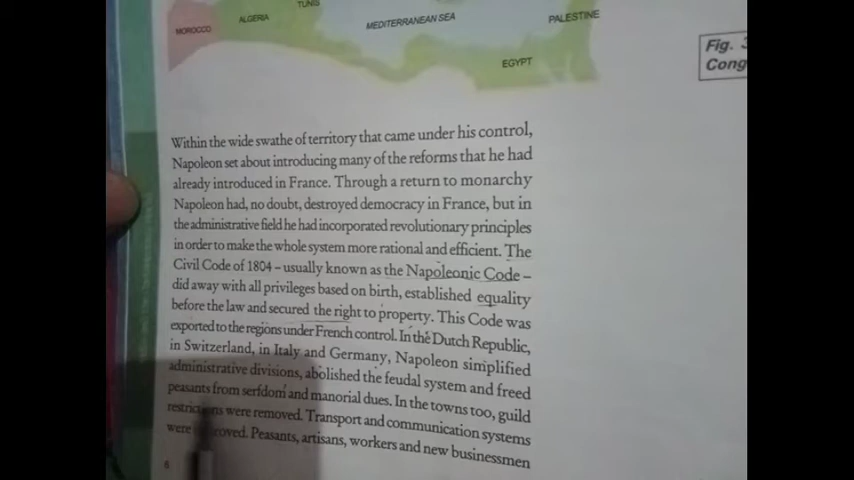 TUNIS
MOROCCO
ALGERIA
MEDITERRANEAN SEA
PALESTINE
EGYPT
Fig.
Cong
Within the wide swathe of territory that came under his control,
Napoleon set about introducing many of the reforms that he had
already introduced in France. Through a return to monarchy
Napoleon had, no doubt, destroyed democracy in France, but in
the administrative field he had incorporated revolutionary principles
in order to make the whole system more rational and efficient. The
Civil Code of 1804 – usually known as the Napoleonic Code –
did away with all privileges based on birth, established equality
before the law and secured the right to property. This Code was
exported to the regions under French control. In the Dutch Republic,
in Switzerland, in Italy and Germany, Napoleon simplified
administrative divisions, abolished the feudal system and freed
peasants from serfdom and manorial dues. In the towns too, guild
restrictions were removed. Transport and communication systems
were improved. Peasants, artisans, workers and new businessmen
6